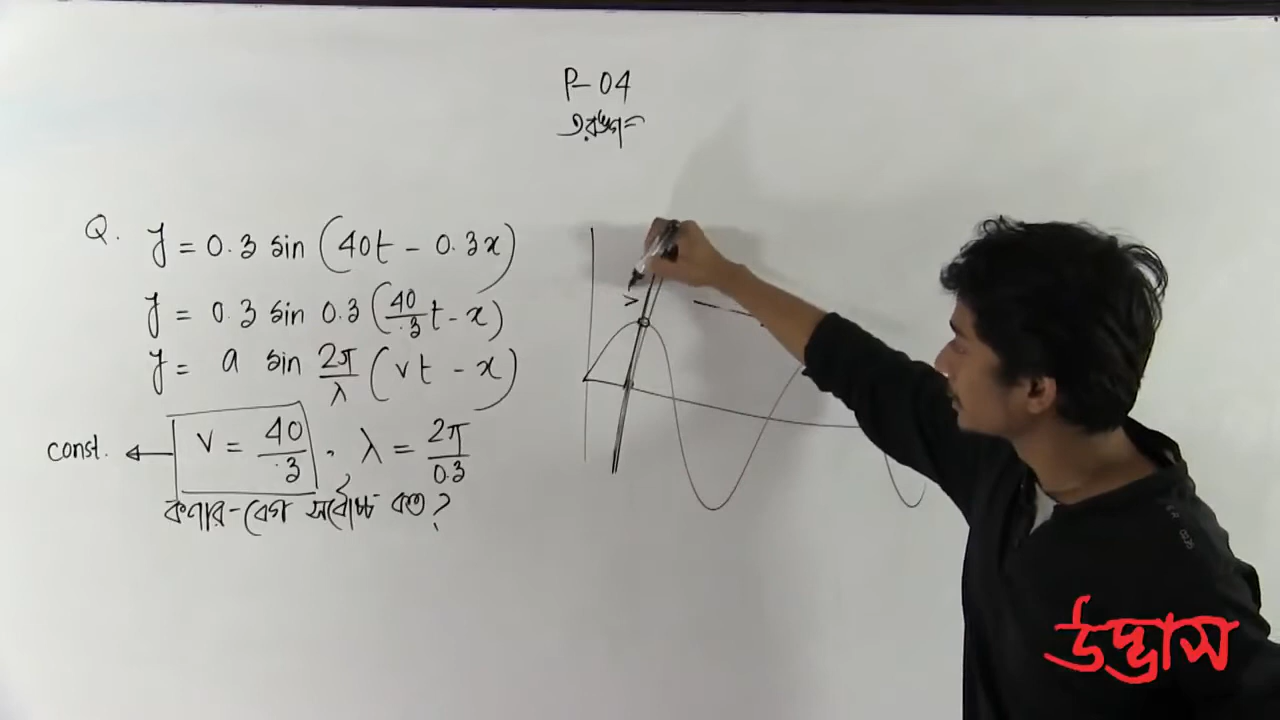 P-04
তরঙ্গ
Q. y = 0.3 sin (40t - 0.3x)
y = 0.3 sin 0.3 (40/.3 t - x)
y = a sin 2π/λ (vt - x)
const. ← v = 40/.3 , λ = 2π/0.3
কণার-বেগ সর্বোচ্চ কত?
উদ্ভাস